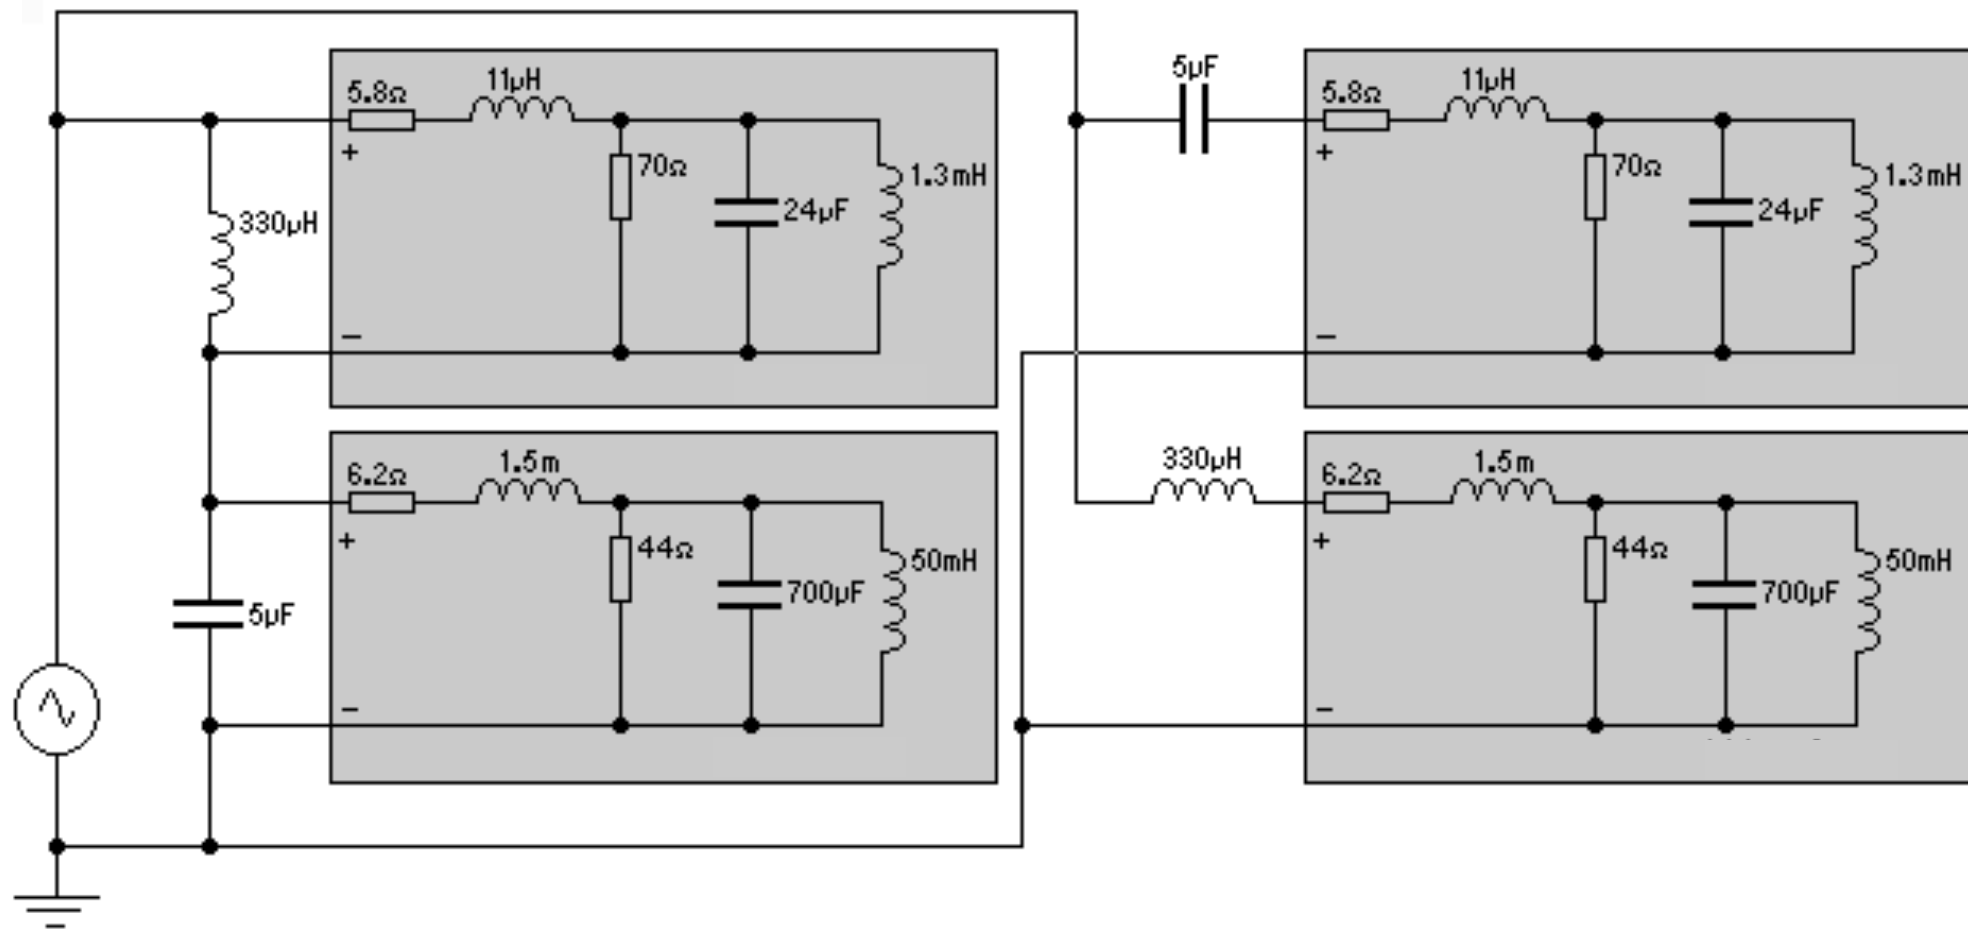 5.8Ω
11µH
+
70Ω
24µF
1.3mH
330µH
−
6.2Ω
1.5m
+
44Ω
700µF
50mH
5µF
−
5µF
5.8Ω
11µH
+
70Ω
24µF
1.3mH
−
330µH
6.2Ω
1.5m
+
44Ω
700µF
50mH
−